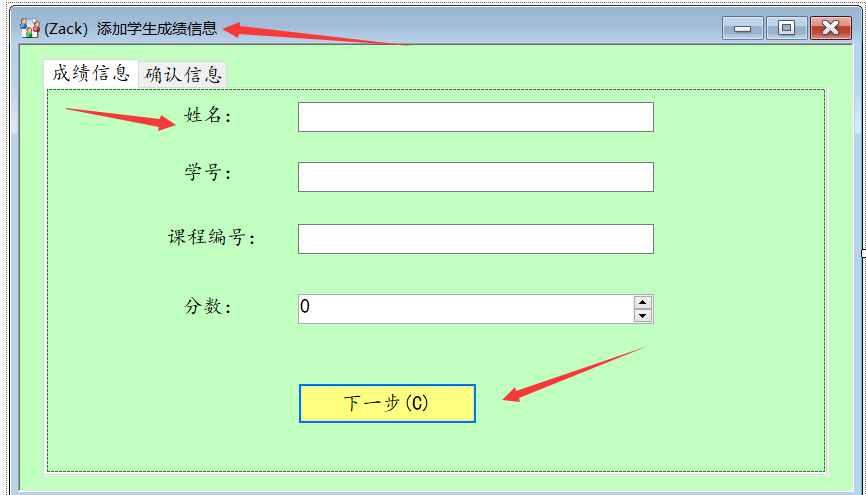 (Zack) 添加学生成绩信息
成绩信息 确认信息
姓名：
学号：
课程编号：
分数： 0
下一步(C)